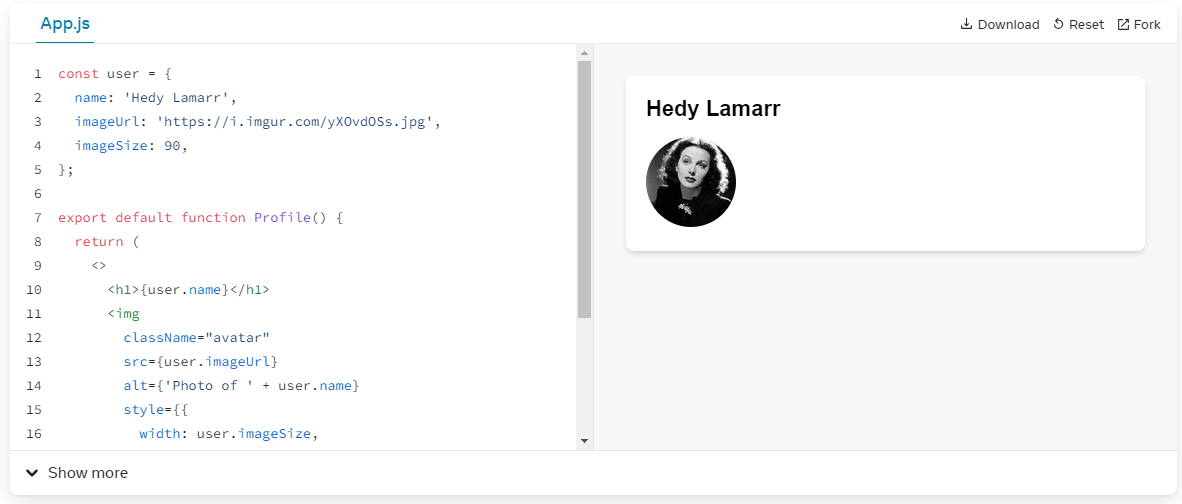 App.js
Download Reset Fork
1 const user = {
2   name: 'Hedy Lamarr',
3   imageUrl: 'https://i.imgur.com/yXOvdOSs.jpg',
4   imageSize: 90,
5 };
6
7 export default function Profile() {
8   return (
9     <>
10       <h1>{user.name}</h1>
11       <img
12         className="avatar"
13         src={user.imageUrl}
14         alt={'Photo of ' + user.name}
15         style={{
16           width: user.imageSize,
Show more
Hedy Lamarr